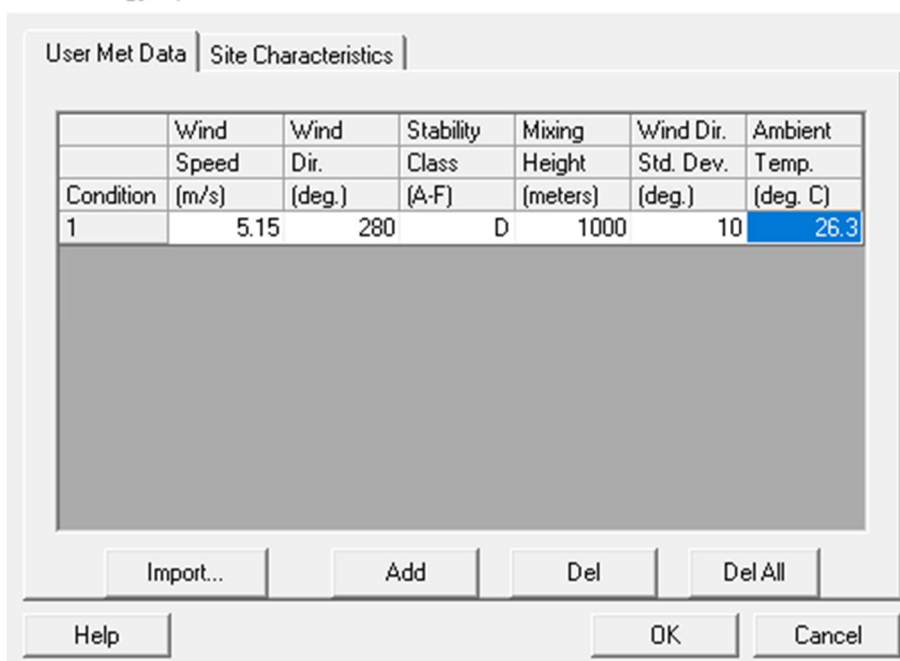 User Met Data Site Characteristics
Wind Wind Stability Mixing Wind Dir. Ambient
Speed Dir. Class Height Std. Dev. Temp.
Condition (m/s) (deg.) (A-F) (meters) (deg.) (deg. C)
1 5.15 280 D 1000 10 26.3
Import... Add Del Del All
Help OK Cancel